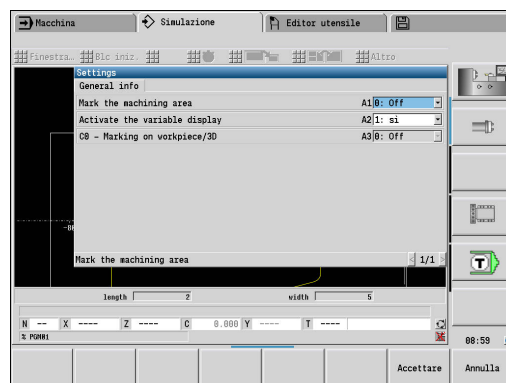 Macchina Simulazione Editor utensile
Finestra… Blc iniz. Altro
Settings
General info
Mark the machining area A1 0: Off
Activate the variable display A2 1: si
C0 - Marking on workpiece/3D A3 0: Off
-80
Mark the machining area < 1/1 >
T
length 2 width 5
N -- X ---- Z ---- C 0.000 Y ---- T ----
% PGM01
08:59
Accettare Annulla